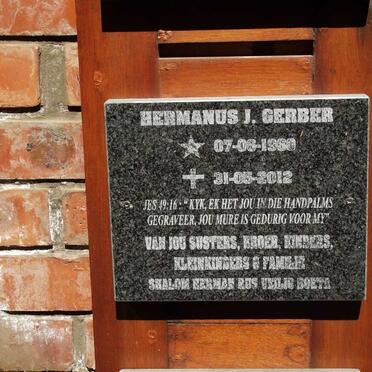 HERMANUS J. GERBER
07-06-1960
31-05-2012
JES 49:16 : " KYK, EK HET JOU IN DIE HANDPALMS
GEGRAVEER, JOU MURE IS GEDURIG VOOR MY"
VAN JOU SUSTERS, BROER, KINDERS,
KLEINKINDERS & FAMILIE
SHALOM HERMAN RUS VEILIG BOETA